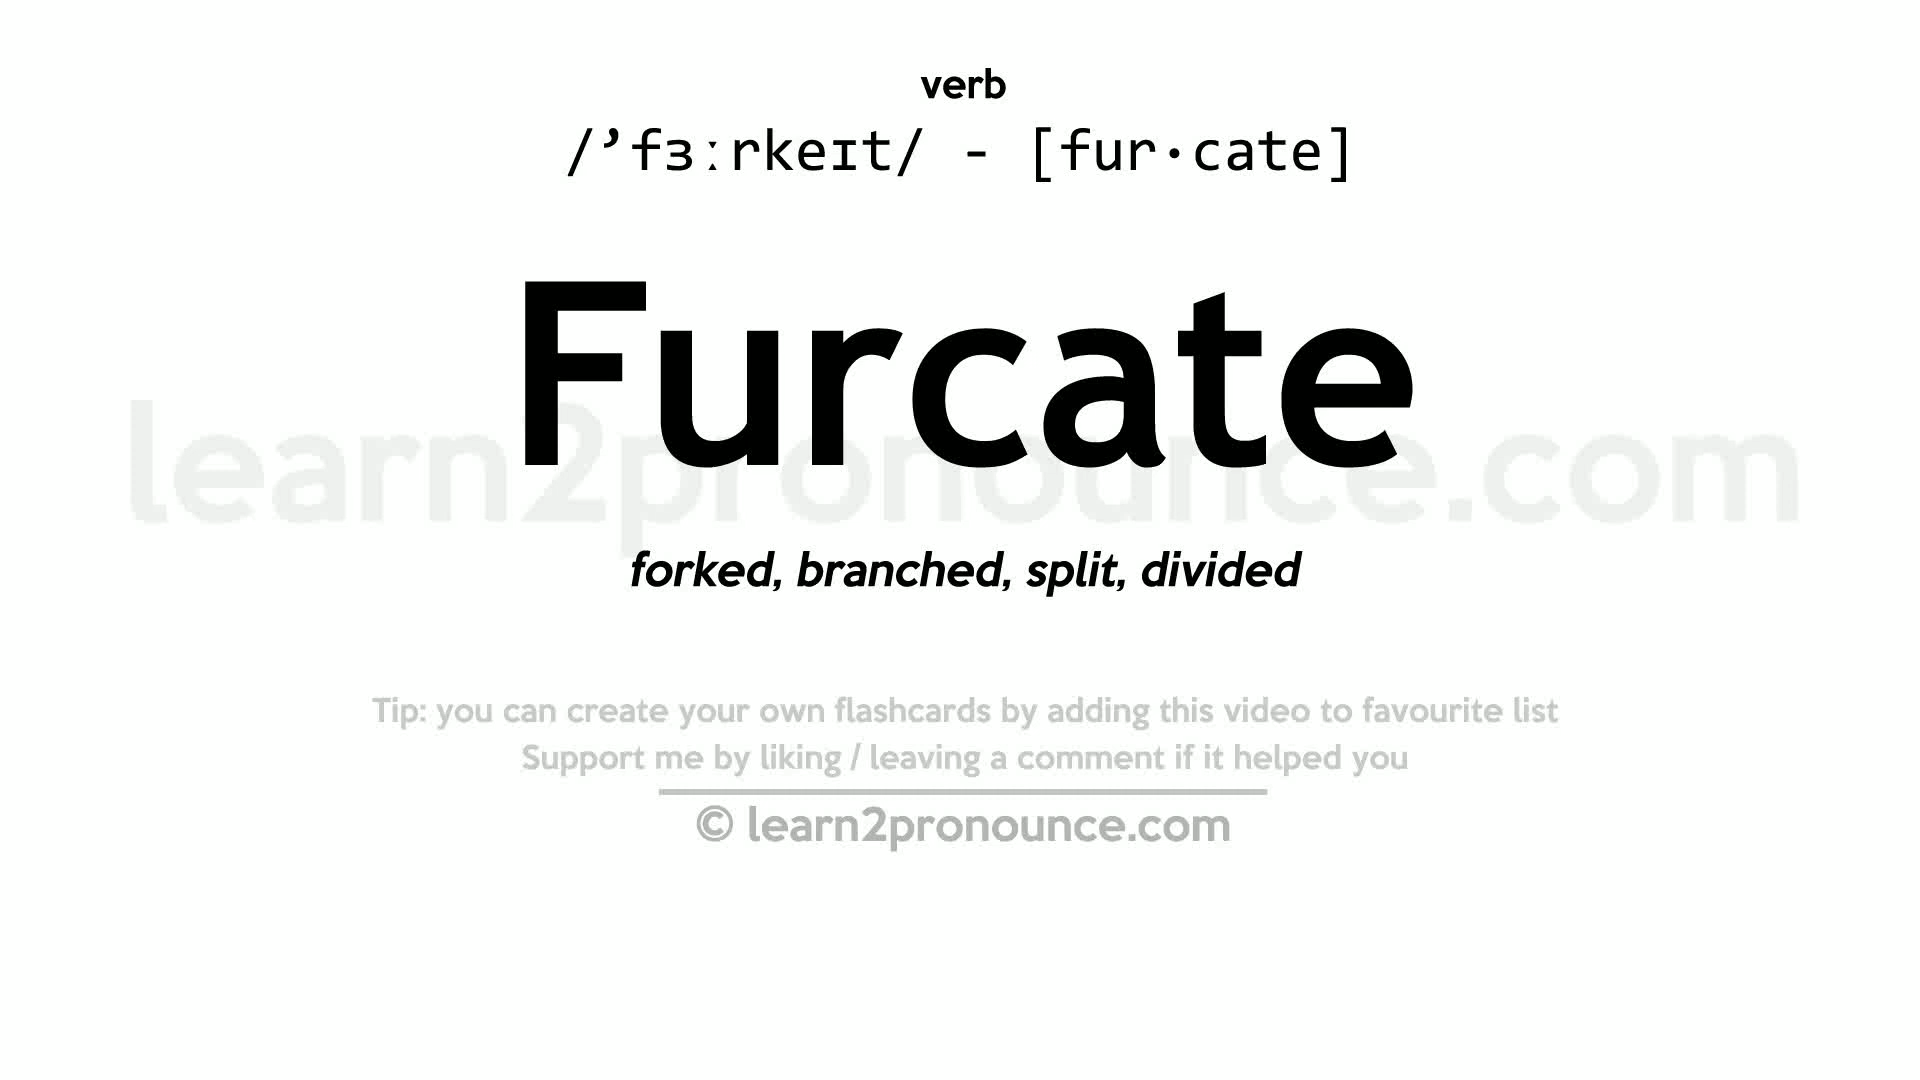 verb
/’fɜːrkeɪt/ - [fur·cate]
Furcate
learn2pronounce.com
forked, branched, split, divided
Tip: you can create your own flashcards by adding this video to favourite list
Support me by liking / leaving a comment if it helped you
© learn2pronounce.com